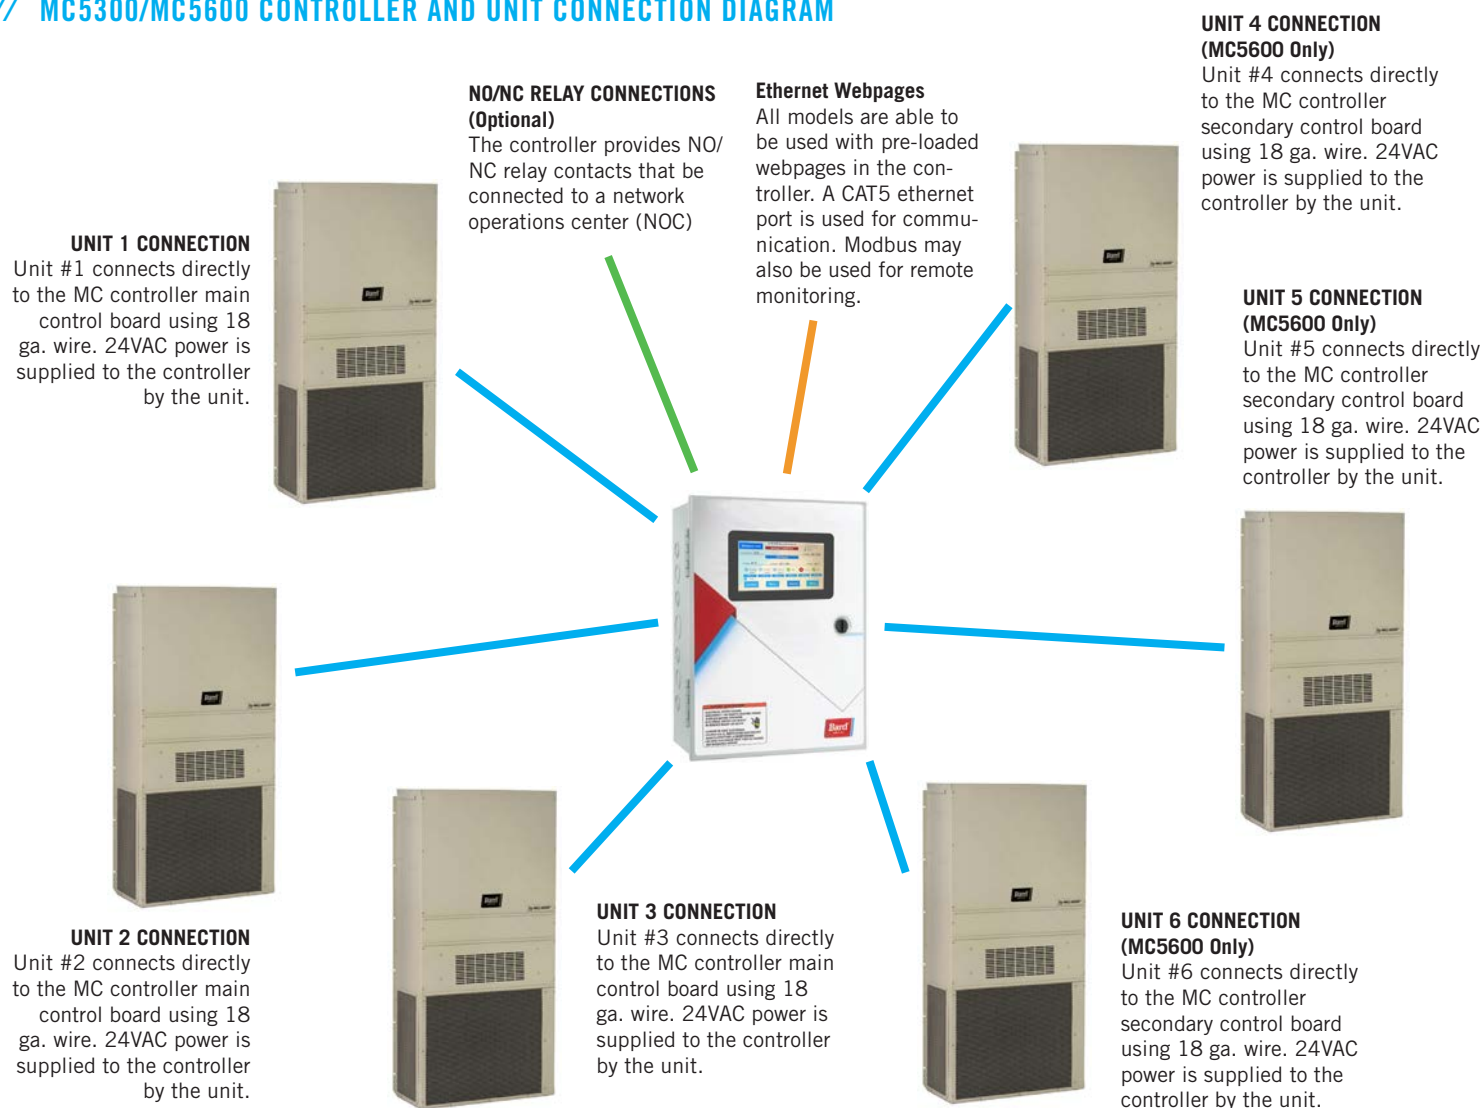 // MC5300/MC5600 CONTROLLER AND UNIT CONNECTION DIAGRAM
UNIT 1 CONNECTION
Unit #1 connects directly
to the MC controller main
control board using 18
ga. wire. 24VAC power is
supplied to the controller
by the unit.
NO/NC RELAY CONNECTIONS
(Optional)
The controller provides NO/
NC relay contacts that be
connected to a network
operations center (NOC)
Ethernet Webpages
All models are able to
be used with pre-loaded
webpages in the con-
troller. A CAT5 ethernet
port is used for commu-
nication. Modbus may
also be used for remote
monitoring.
UNIT 4 CONNECTION
(MC5600 Only)
Unit #4 connects directly
to the MC controller
secondary control board
using 18 ga. wire. 24VAC
power is supplied to the
controller by the unit.
UNIT 5 CONNECTION
(MC5600 Only)
Unit #5 connects directly
to the MC controller
secondary control board
using 18 ga. wire. 24VAC
power is supplied to the
controller by the unit.
UNIT 2 CONNECTION
Unit #2 connects directly
to the MC controller main
control board using 18
ga. wire. 24VAC power is
supplied to the controller
by the unit.
UNIT 3 CONNECTION
Unit #3 connects directly
to the MC controller main
control board using 18
ga. wire. 24VAC power is
supplied to the controller
by the unit.
UNIT 6 CONNECTION
(MC5600 Only)
Unit #6 connects directly
to the MC controller
secondary control board
using 18 ga. wire. 24VAC
power is supplied to the
controller by the unit.
Bard
Bard
Bard
Bard
Bard
Bard
Bard